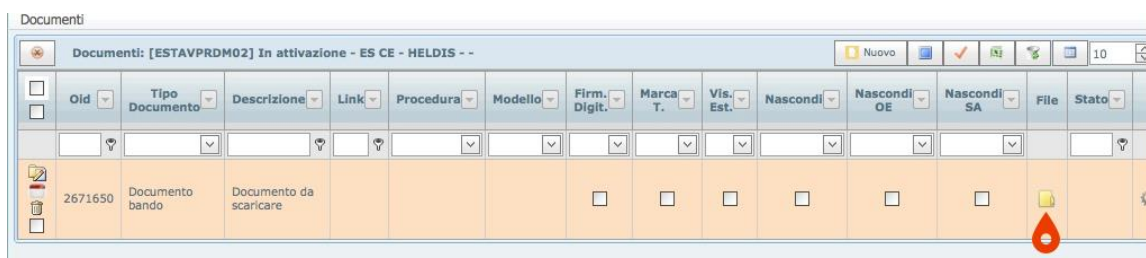 Documenti
Documenti: [ESTAVPRDM02] In attivazione - ES CE - HELDIS - -
Nuovo
10
Oid
Tipo
Documento
Descrizione
Link
Procedura
Modello
Firm.
Digit.
Marca
T.
Vis.
Est.
Nascondi
Nascondi
OE
Nascondi
SA
File
Stato
2671650
Documento
bando
Documento da
scaricare